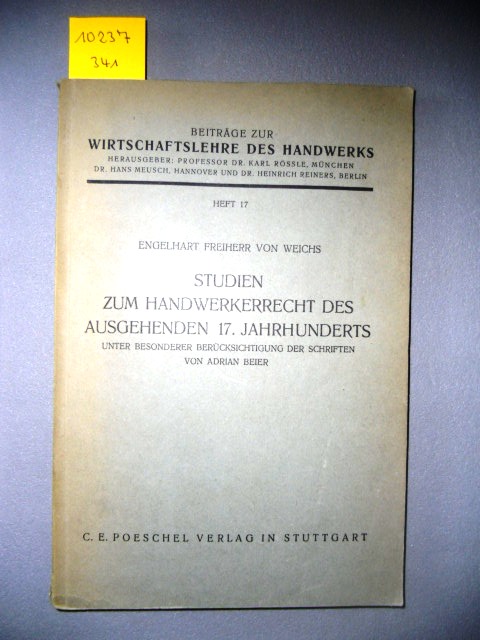 10237
341
BEITRÄGE ZUR
WIRTSCHAFTSLEHRE DES HANDWERKS
HERAUSGEBER: PROFESSOR DR. KARL RÖSSLE, MÜNCHEN
DR. HANS MEUSCH, HANNOVER UND DR. HEINRICH REINERS, BERLIN
HEFT 17
ENGELHART FREIHERR VON WEICHS
STUDIEN
ZUM HANDWERKERRECHT DES
AUSGEHENDEN 17. JAHRHUNDERTS
UNTER BESONDERER BERÜCKSICHTIGUNG DER SCHRIFTEN
VON ADRIAN BEIER
C. E. POESCHEL VERLAG IN STUTTGART